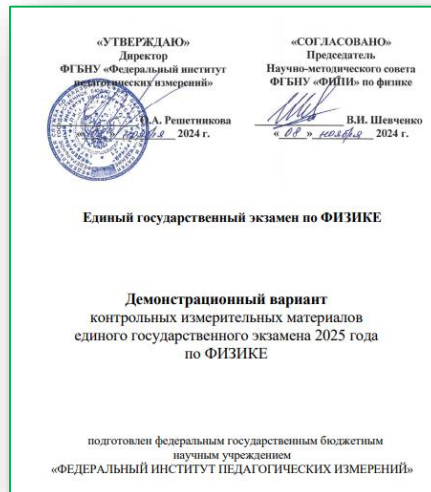 «УТВЕРЖДАЮ»
Директор
ФГБНУ «Федеральный институт
педагогических измерений»
О.А. Решетникова
« 08 » ноября 2024 г.
«СОГЛАСОВАНО»
Председатель
Научно-методического совета
ФГБНУ «ФИПИ» по физике
В.И. Шевченко
« 08 » ноября 2024 г.
Единый государственный экзамен по ФИЗИКЕ
Демонстрационный вариант
контрольных измерительных материалов
единого государственного экзамена 2025 года
по ФИЗИКЕ
подготовлен федеральным государственным бюджетным
научным учреждением
«ФЕДЕРАЛЬНЫЙ ИНСТИТУТ ПЕДАГОГИЧЕСКИХ ИЗМЕРЕНИЙ»